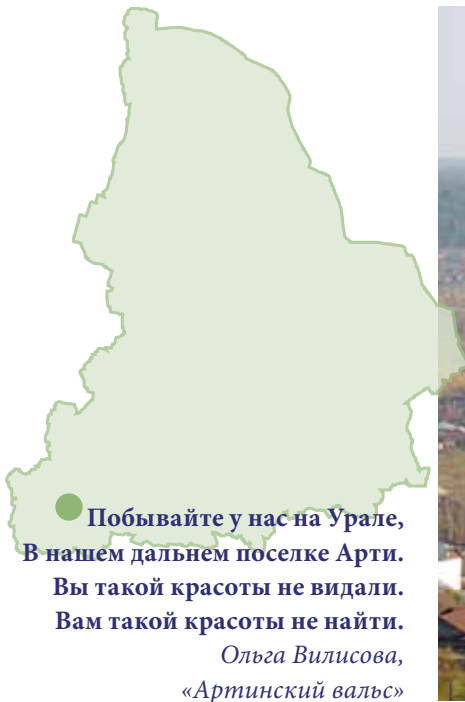 Побывайте у нас на Урале,
В нашем дальнем поселке Арти.
Вы такой красоты не видали.
Вам такой красоты не найти.
Ольга Вилисова,
«Артинский вальс»